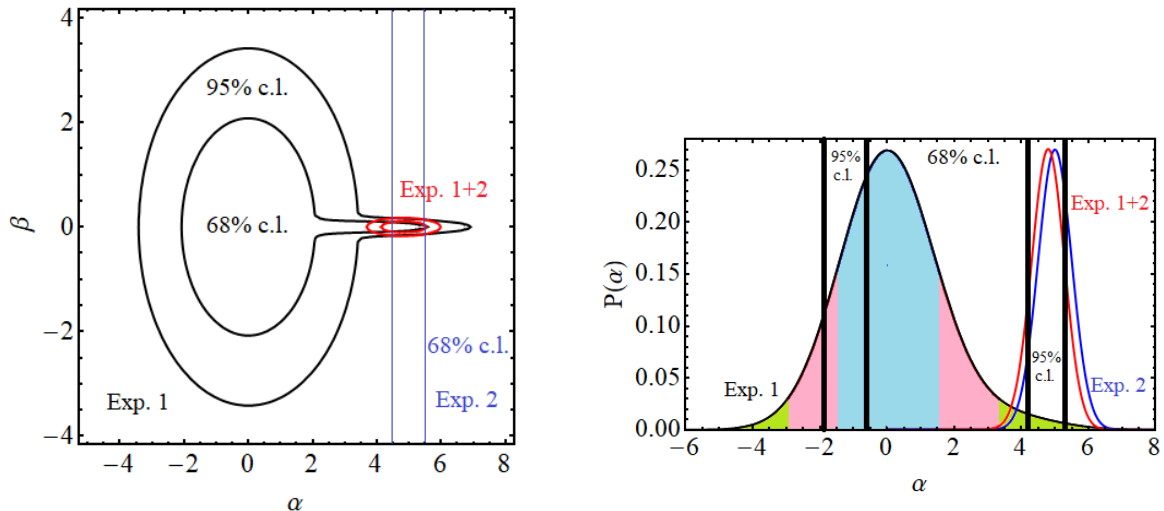 4
2
0
−2
−4
β
95% c.l.
Exp. 1+2
68% c.l.
68% c.l.
Exp. 1
Exp. 2
−4
−2
0
2
4
6
8
α
0.25
0.20
0.15
0.10
0.05
0.00
P(α)
95%
c.l.
68% c.l.
Exp. 1+2
Exp. 1
95%
c.l.
Exp. 2
−6
−4
−2
0
2
4
6
8
α